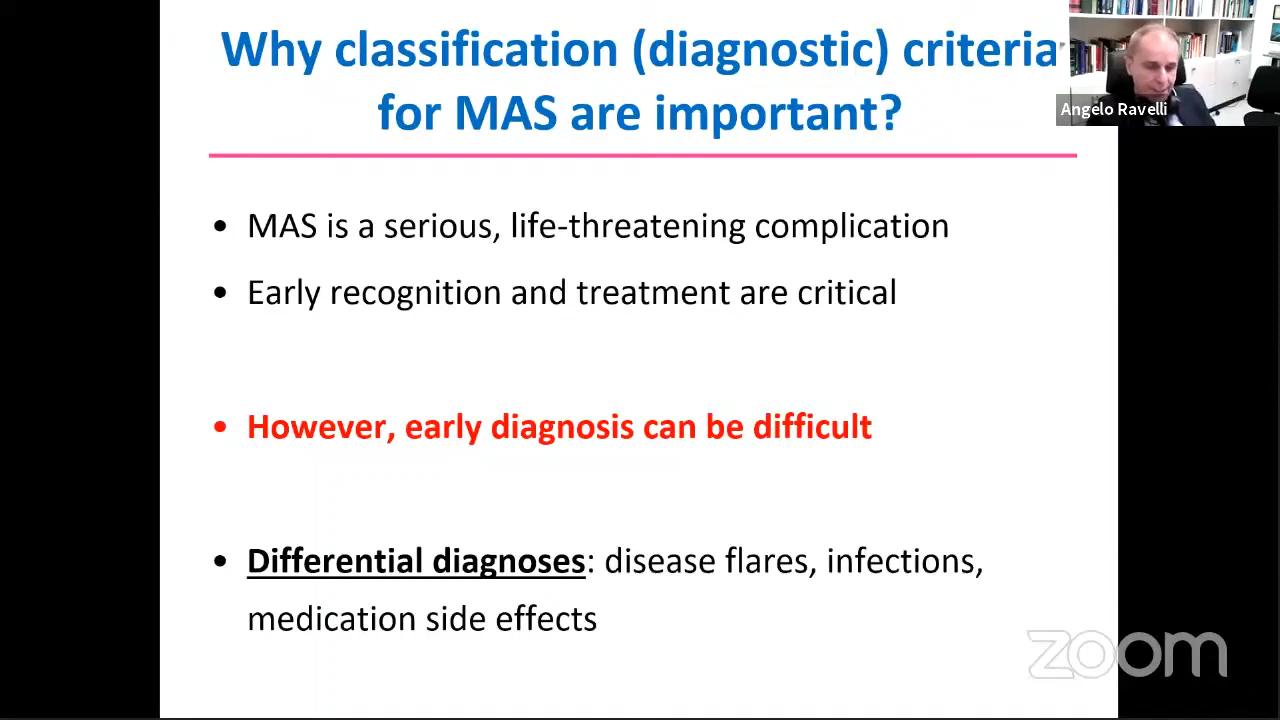 Why classification (diagnostic) criteria
for MAS are important?
Angelo Ravelli
• MAS is a serious, life-threatening complication
• Early recognition and treatment are critical
• However, early diagnosis can be difficult
• Differential diagnoses: disease flares, infections,
medication side effects
zoom